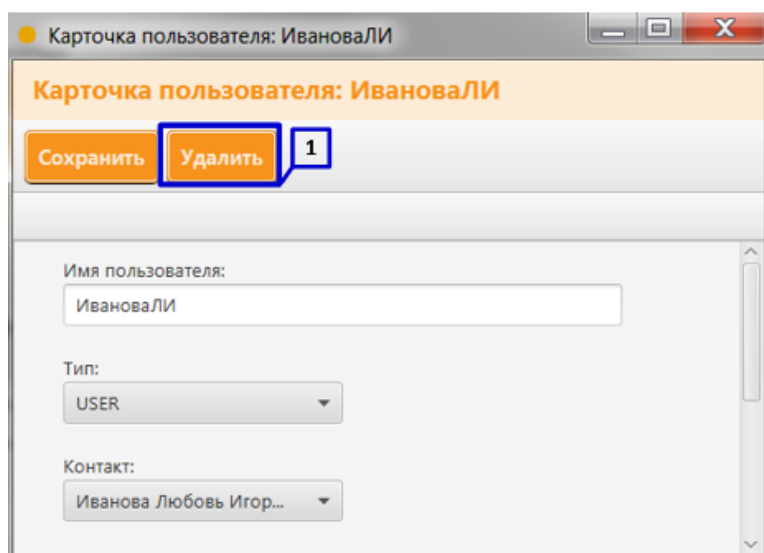 Карточка пользователя: ИвановаЛИ
Карточка пользователя: ИвановаЛИ
Сохранить Удалить 1
Имя пользователя:
ИвановаЛИ
Тип:
USER
Контакт:
Иванова Любовь Игор...